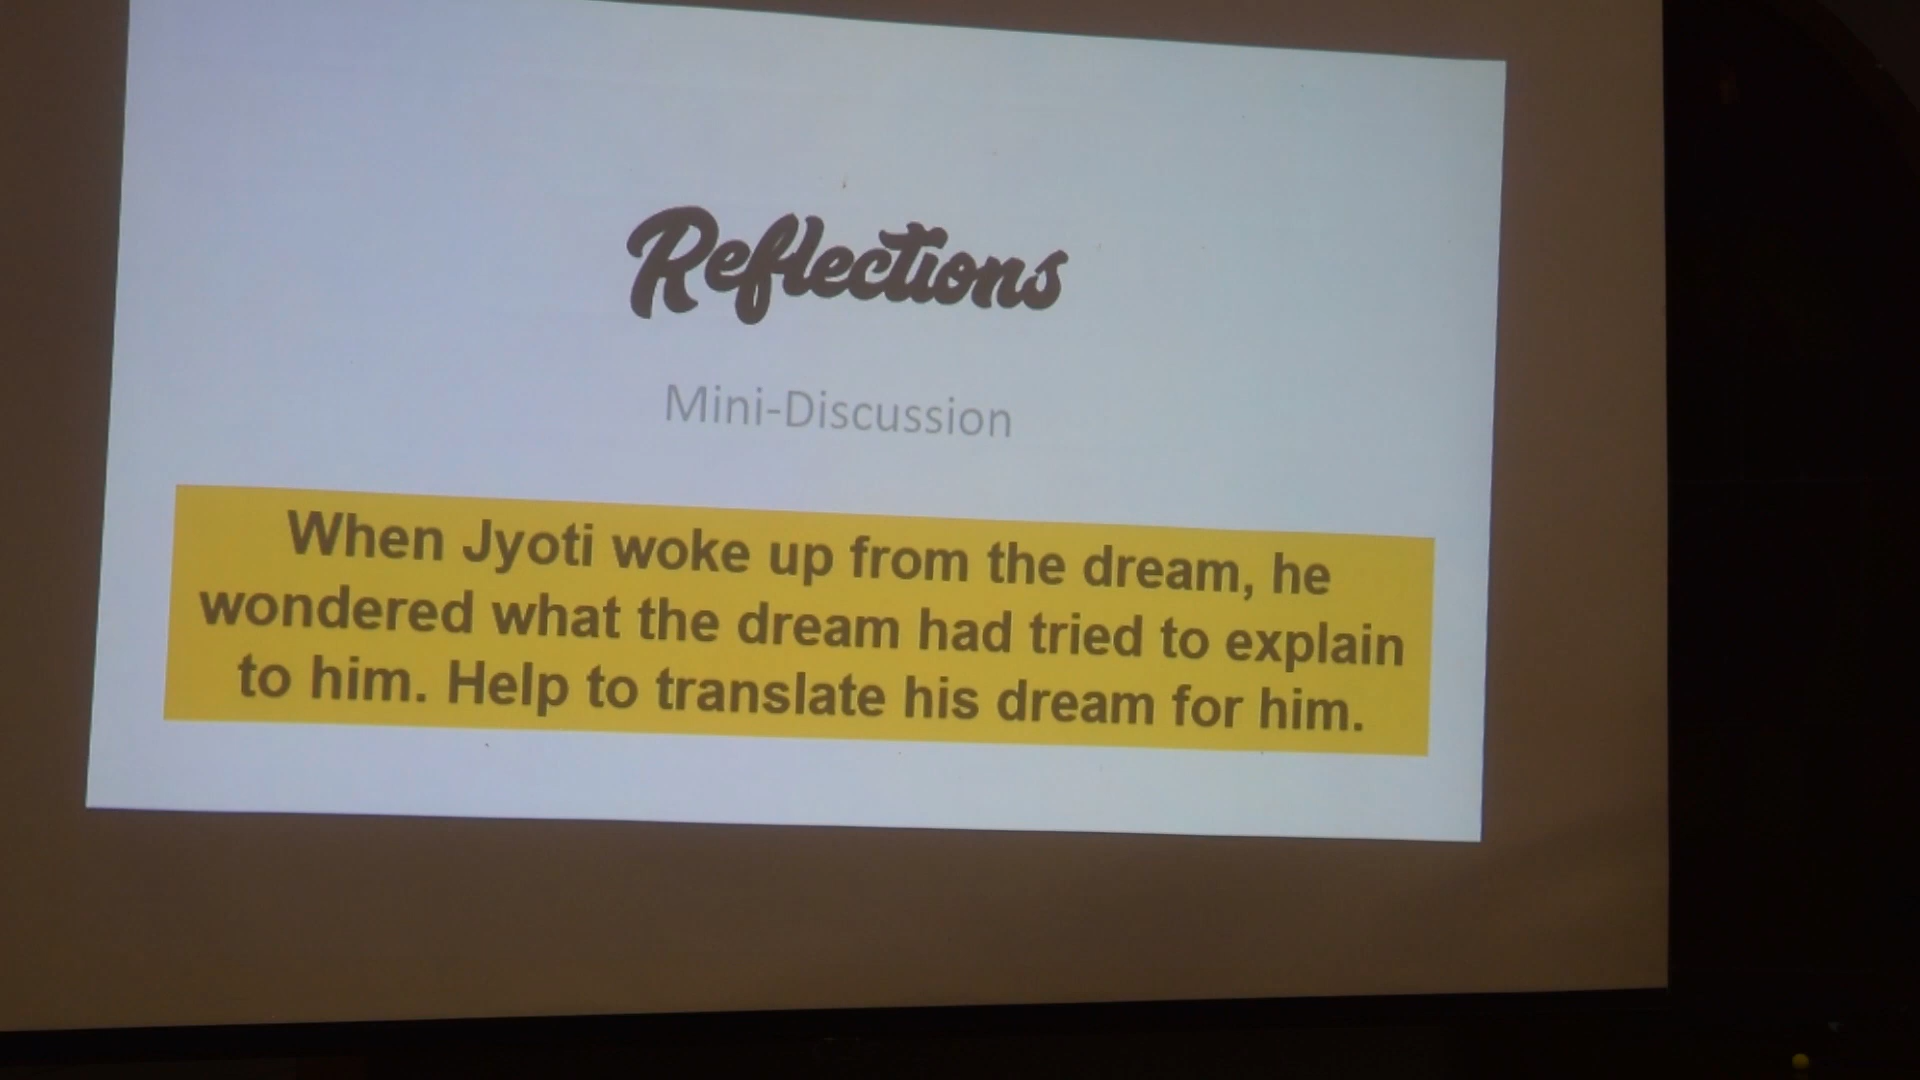 Reflections
Mini-Discussion
When Jyoti woke up from the dream, he
wondered what the dream had tried to explain
to him. Help to translate his dream for him.